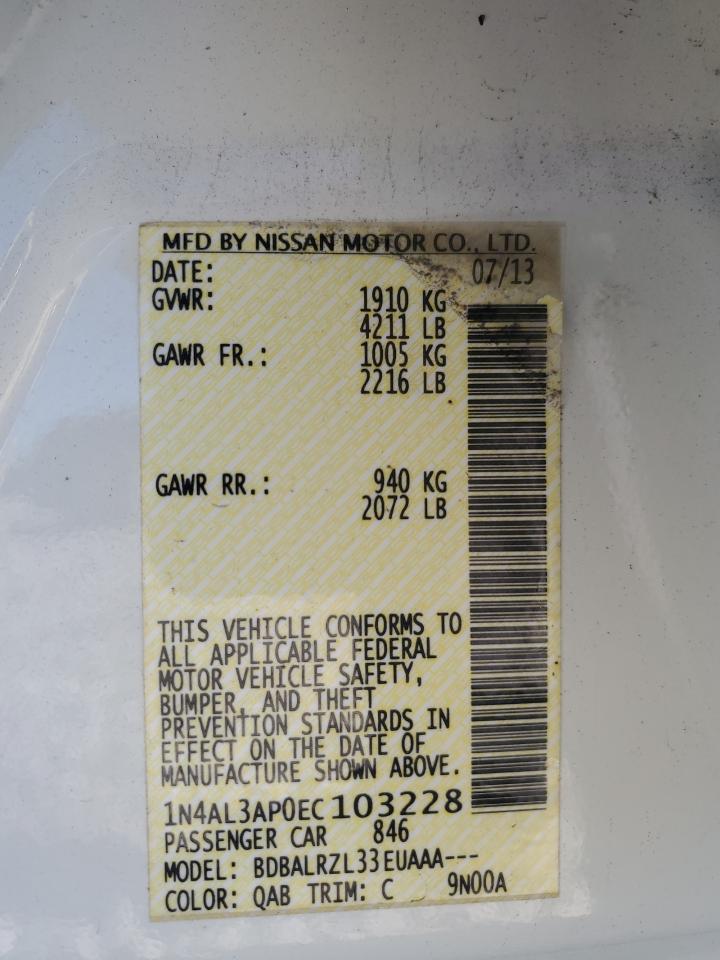 MFD BY NISSAN MOTOR CO., LTD.
DATE: 07/13
GVWR: 1910 KG
4211 LB
GAWR FR.: 1005 KG
2216 LB
GAWR RR.: 940 KG
2072 LB
THIS VEHICLE CONFORMS TO
ALL APPLICABLE FEDERAL
MOTOR VEHICLE SAFETY,
BUMPER, AND THEFT
PREVENTION STANDARDS IN
EFFECT ON THE DATE OF
MANUFACTURE SHOWN ABOVE.
1N4AL3AP0EC103228
PASSENGER CAR 846
MODEL: BDBALRZL33EUAAA---
COLOR: QAB TRIM: C 9N00A